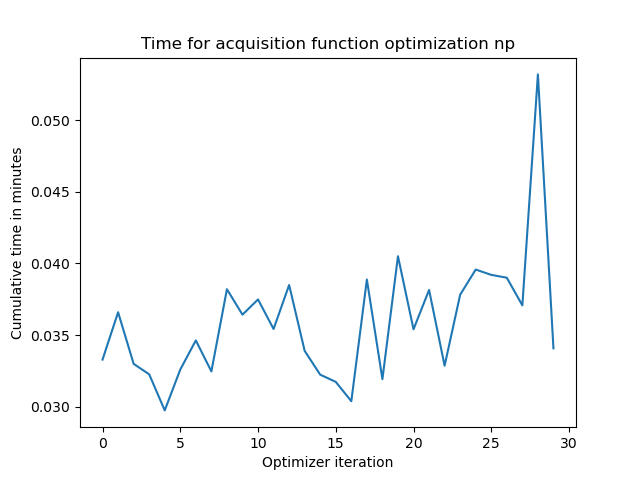 Time for acquisition function optimization np
Cumulative time in minutes
0.050
0.045
0.040
0.035
0.030
0 5 10 15 20 25 30
Optimizer iteration